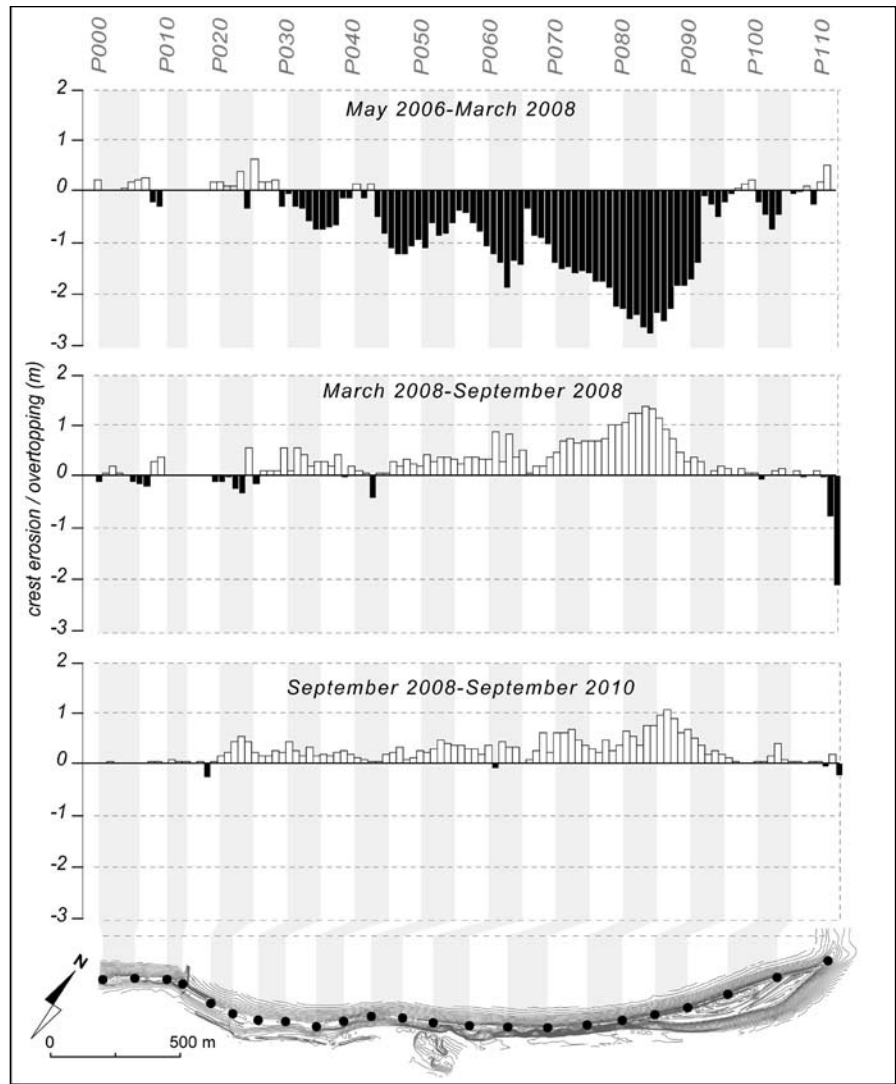 P000 P010 P020 P030 P040 P050 P060 P070 P080 P090 P100 P110
2
May 2006-March 2008
1
0
-1
-2
-3
crest erosion / overtopping (m)
2
March 2008-September 2008
1
0
-1
-2
-3
2
September 2008-September 2010
1
0
-1
-2
-3
N
0 500 m